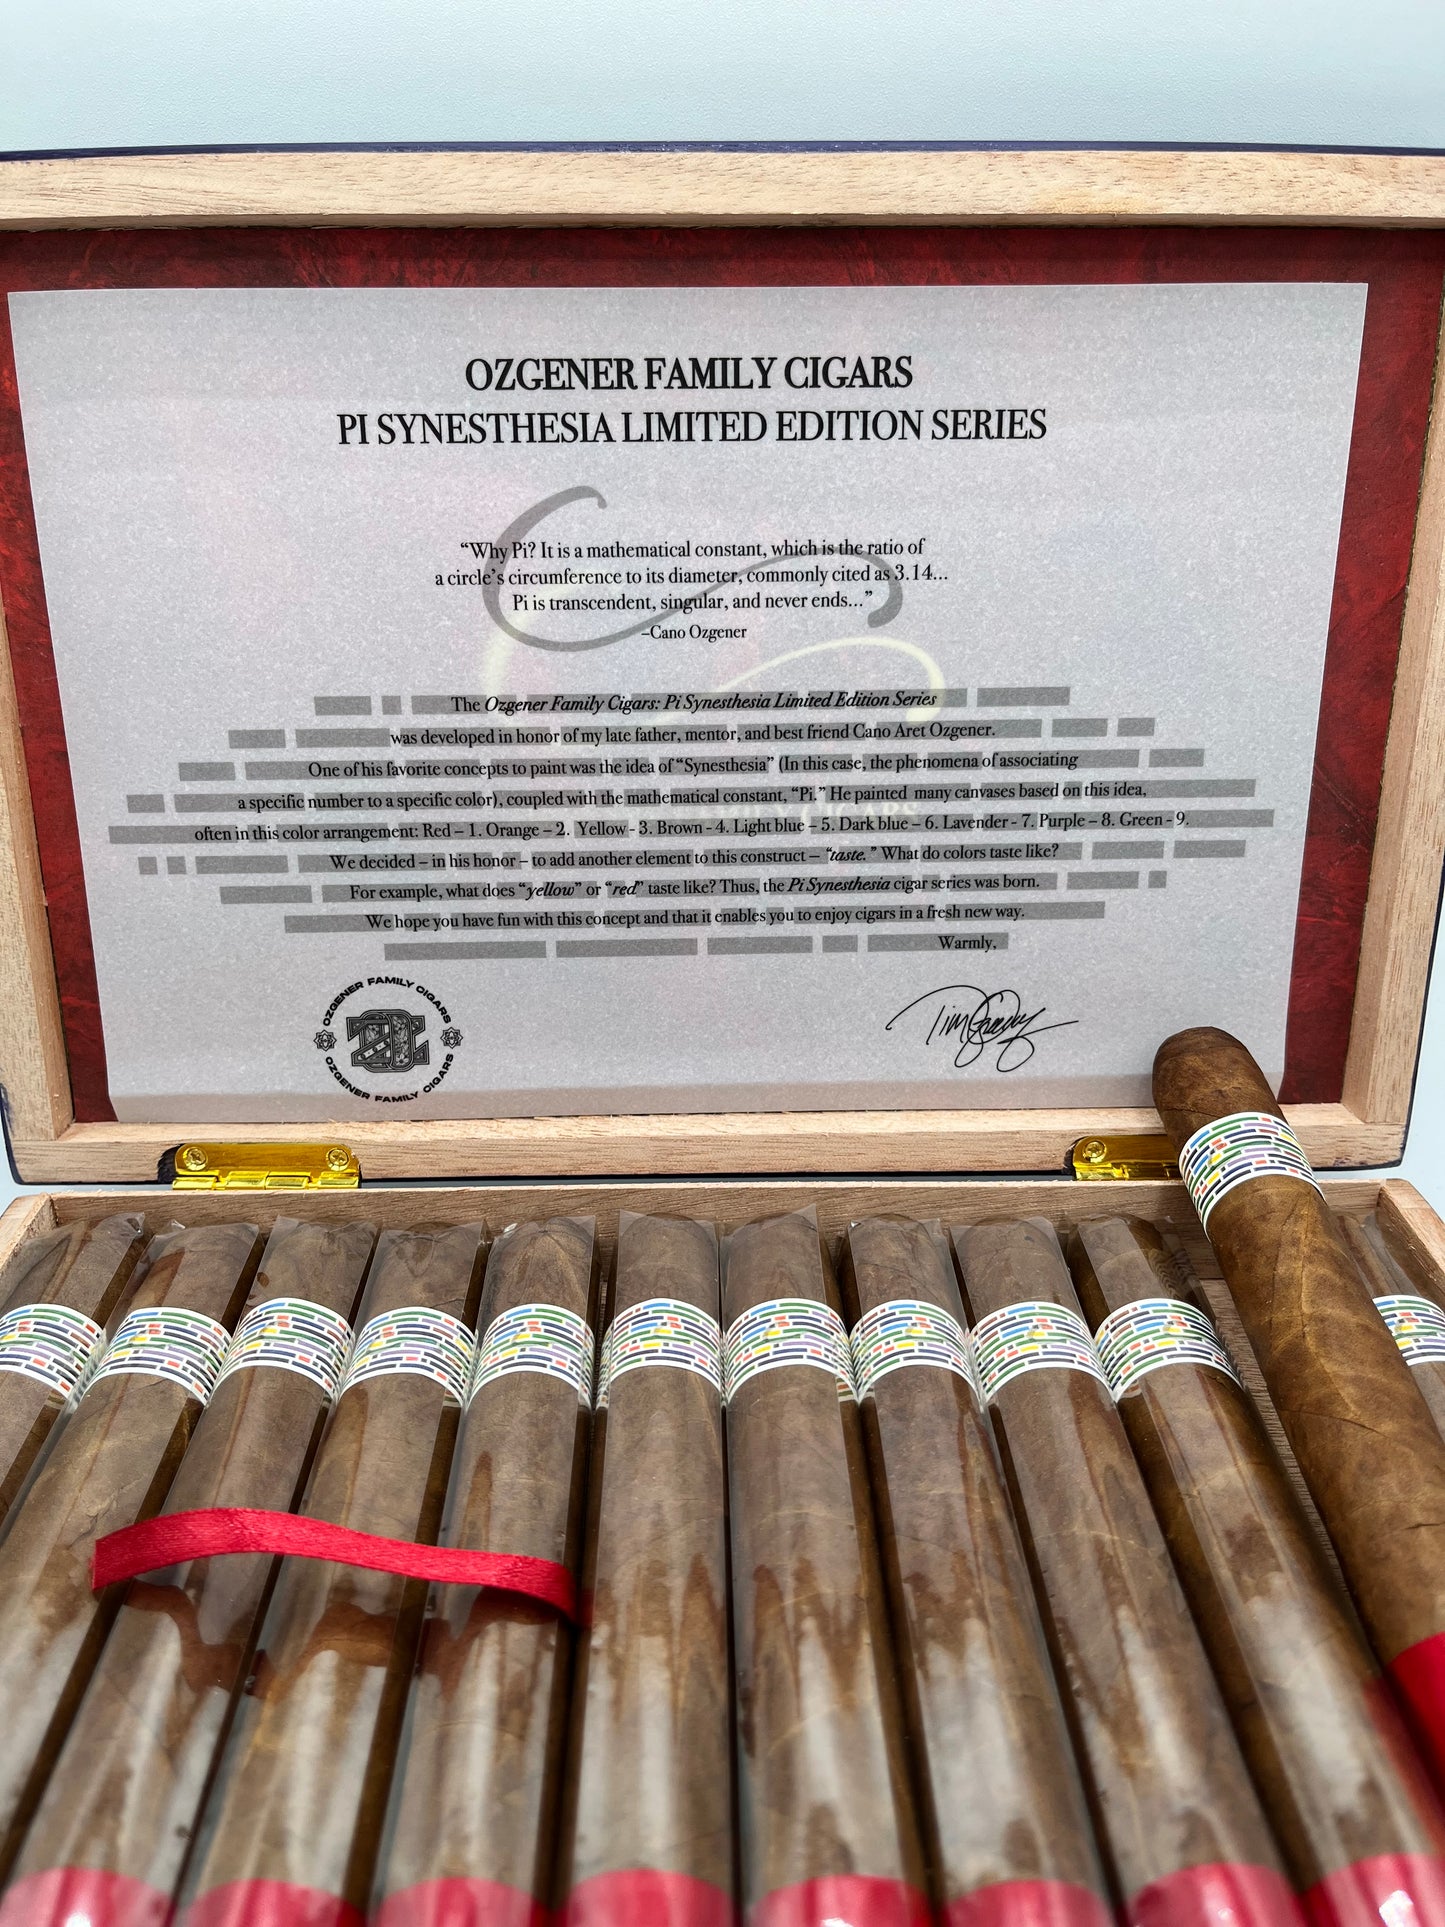 OZGENER FAMILY CIGARS
PI SYNESTHESIA LIMITED EDITION SERIES
“Why Pi? It is a mathematical constant, which is the ratio of
a circle’s circumference to its diameter, commonly cited as 3.14...
Pi is transcendent, singular, and never ends...”
–Cano Ozgener
The Ozgener Family Cigars: Pi Synesthesia Limited Edition Series
was developed in honor of my late father, mentor, and best friend Cano Aret Ozgener.
One of his favorite concepts to paint was the idea of “Synesthesia” (In this case, the phenomena of associating
a specific number to a specific color), coupled with the mathematical constant, “Pi.” He painted many canvases based on this idea,
often in this color arrangement: Red – 1. Orange – 2. Yellow - 3. Brown - 4. Light blue – 5. Dark blue – 6. Lavender - 7. Purple – 8. Green - 9.
We decided – in his honor – to add another element to this construct – “taste.” What do colors taste like?
For example, what does “yellow” or “red” taste like? Thus, the Pi Synesthesia cigar series was born.
We hope you have fun with this concept and that it enables you to enjoy cigars in a fresh new way.
Warmly,
OZGENER FAMILY CIGARS
OZGENER FAMILY CIGARS
Tim Ozgener